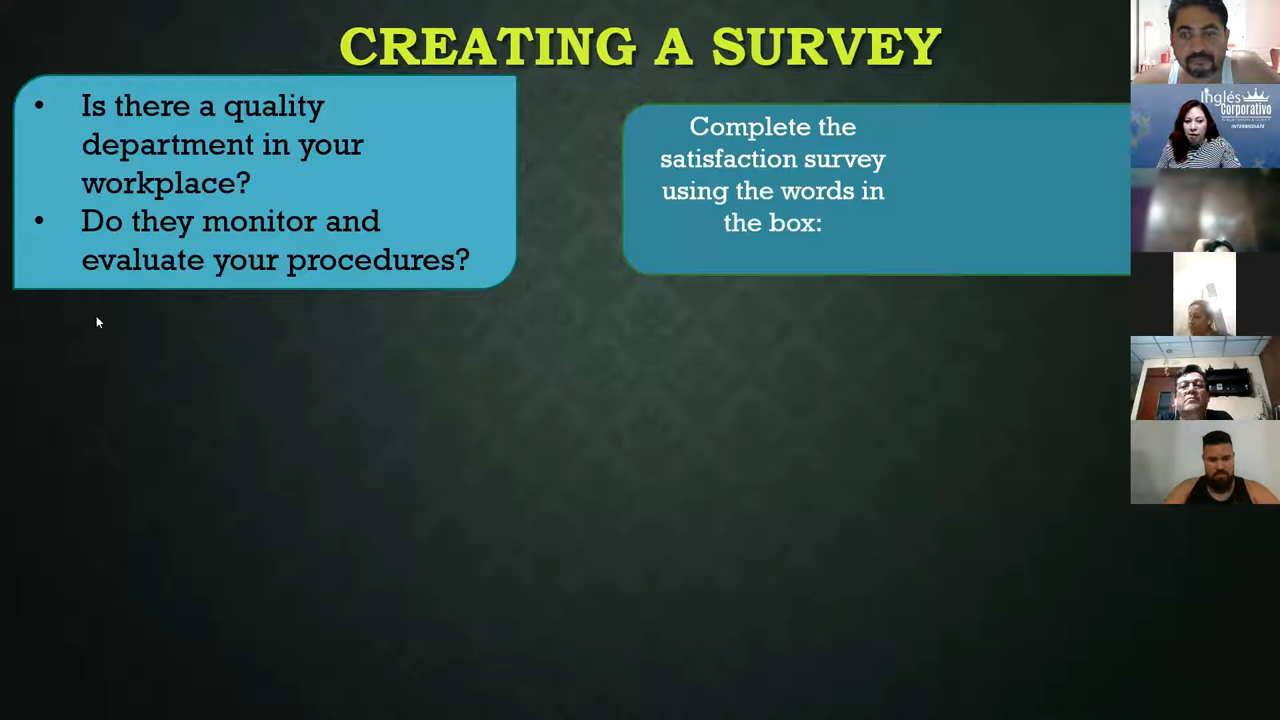 CREATING A SURVEY
• Is there a quality
department in your
workplace?
• Do they monitor and
evaluate your procedures?
Complete the
satisfaction survey
using the words in
the box:
Inglés
Corporativo
INTERMEDIATE